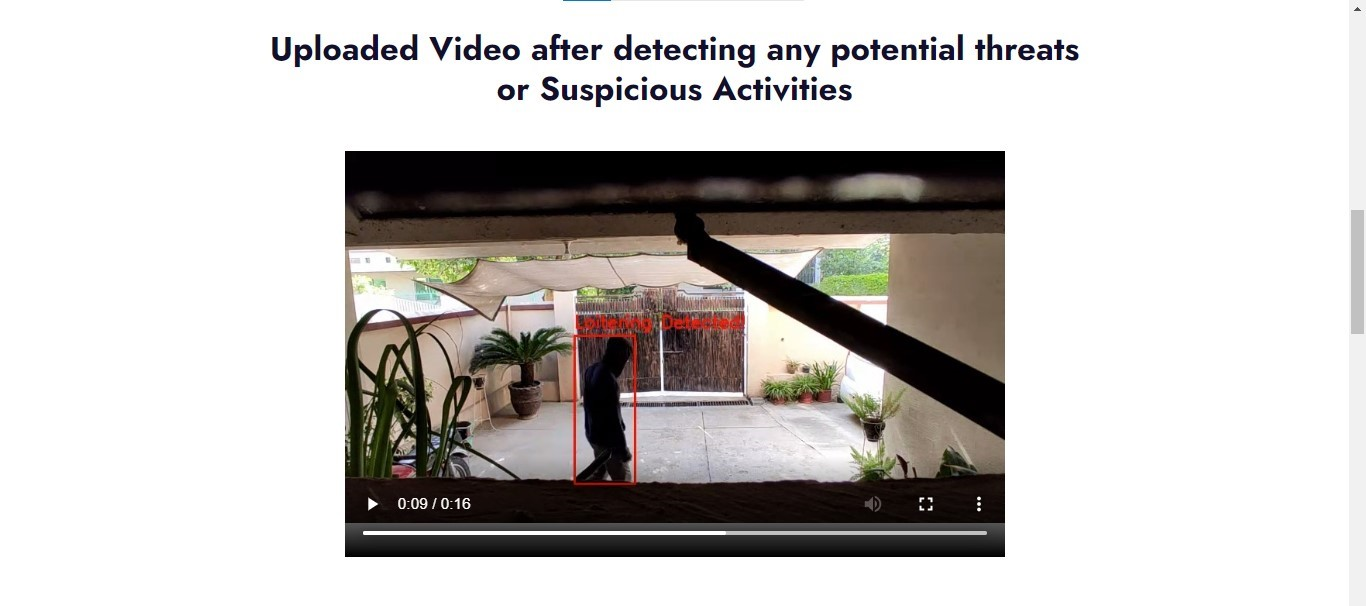 Uploaded Video after detecting any potential threats
or Suspicious Activities
Loitering Detected!
0:09 / 0:16